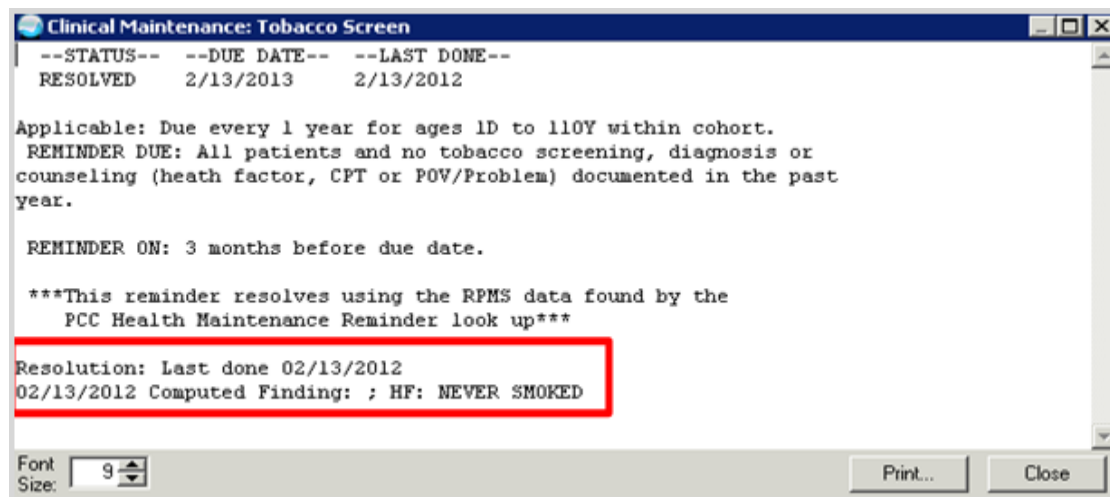 Clinical Maintenance: Tobacco Screen
--STATUS-- --DUE DATE-- --LAST DONE--
RESOLVED 2/13/2013 2/13/2012
Applicable: Due every 1 year for ages 1D to 110Y within cohort.
REMINDER DUE: All patients and no tobacco screening, diagnosis or
counseling (heath factor, CPT or POV/Problem) documented in the past
year.
REMINDER ON: 3 months before due date.
***This reminder resolves using the RPMS data found by the
PCC Health Maintenance Reminder look up***
Resolution: Last done 02/13/2012
02/13/2012 Computed Finding: ; HF: NEVER SMOKED
Font Size: 9 Print... Close